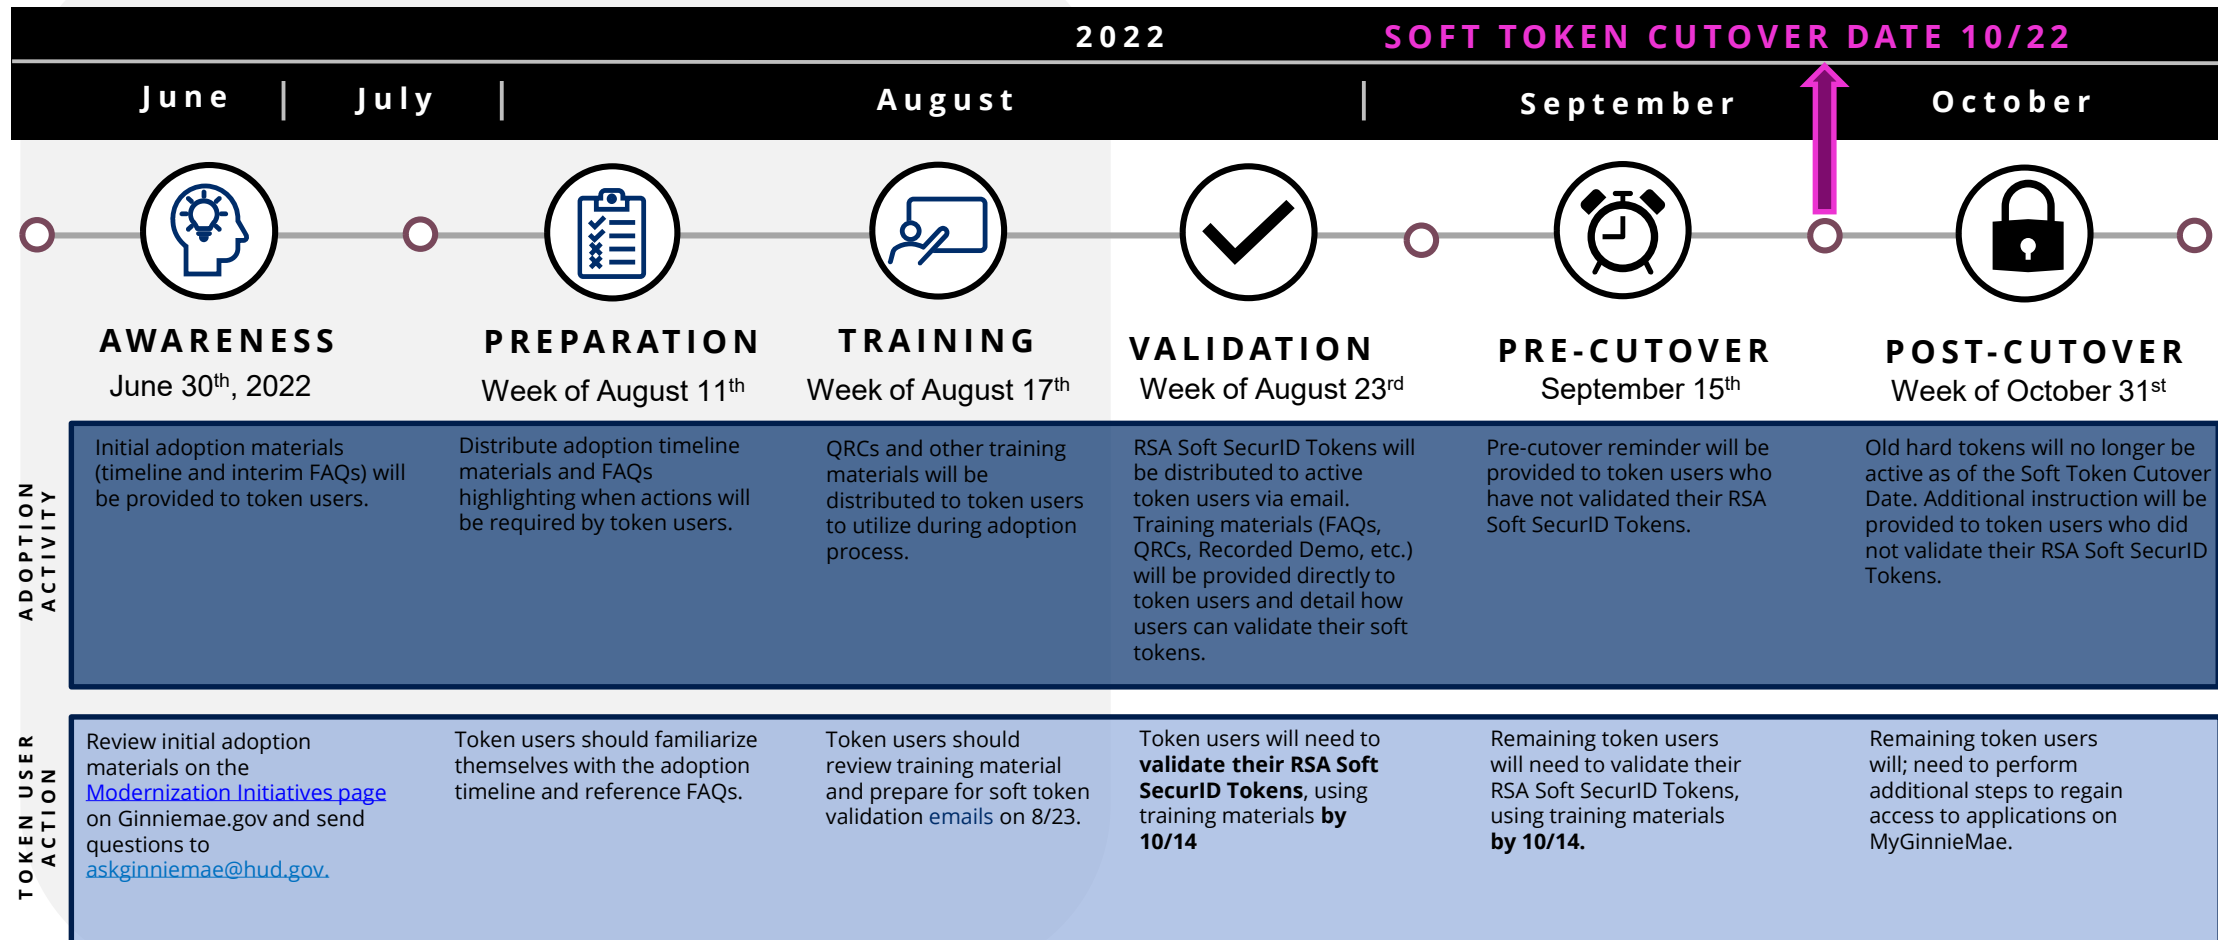 2022
SOFT TOKEN CUTOVER DATE 10/22
June | July | August | September October
AWARENESS
June 30th, 2022
PREPARATION
Week of August 11th
TRAINING
Week of August 17th
VALIDATION
Week of August 23rd
PRE-CUTOVER
September 15th
POST-CUTOVER
Week of October 31st
ADOPTION
ACTIVITY
Initial adoption materials
(timeline and interim FAQs) will
be provided to token users.
Distribute adoption timeline
materials and FAQs
highlighting when actions will
be required by token users.
QRCs and other training
materials will be
distributed to token users
to utilize during adoption
process.
RSA Soft SecurID Tokens will
be distributed to active
token users via email.
Training materials (FAQs,
QRCs, Recorded Demo, etc.)
will be provided directly to
token users and detail how
users can validate their soft
tokens.
Pre-cutover reminder will be
provided to token users who
have not validated their RSA
Soft SecurID Tokens.
Old hard tokens will no longer be
active as of the Soft Token Cutover
Date. Additional instruction will be
provided to token users who did
not validate their RSA Soft SecurID
Tokens.
TOKEN USER
ACTION
Review initial adoption
materials on the
Modernization Initiatives page
on Ginniemae.gov and send
questions to
askginniemae@hud.gov.
Token users should familiarize
themselves with the adoption
timeline and reference FAQs.
Token users should
review training material
and prepare for soft token
validation emails on 8/23.
Token users will need to
validate their RSA Soft
SecurID Tokens, using
training materials by
10/14
Remaining token users
will need to validate their
RSA Soft SecurID Tokens,
using training materials
by 10/14.
Remaining token users
will; need to perform
additional steps to regain
access to applications on
MyGinnieMae.